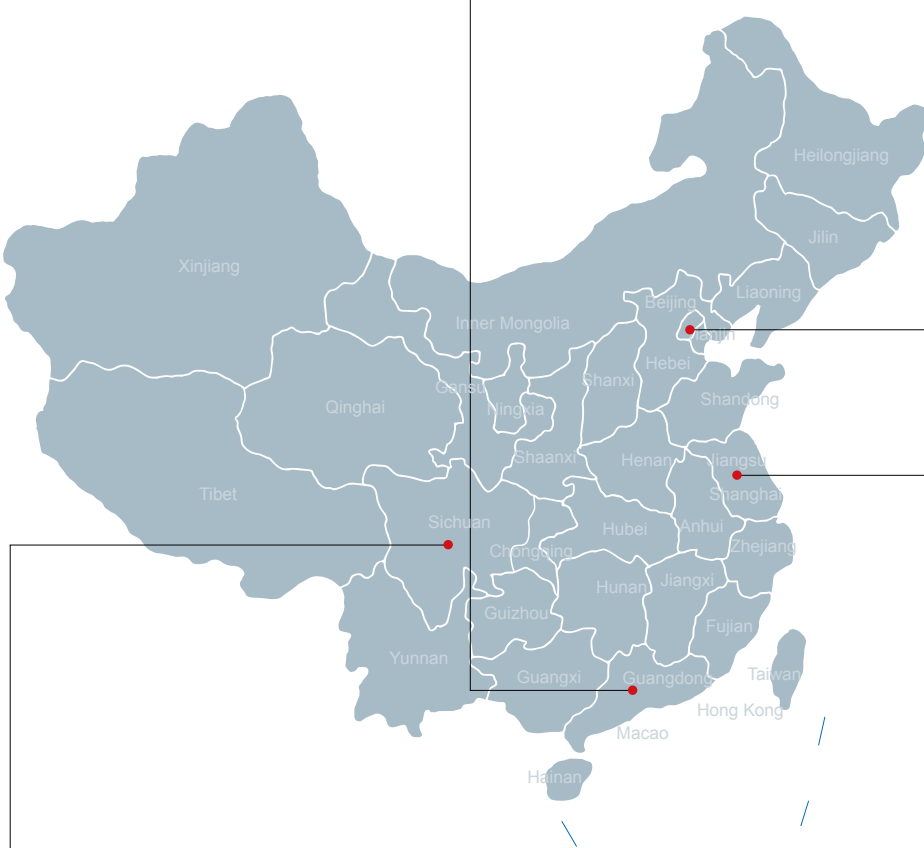 Heilongjiang
Jilin
Xinjiang
Liaoning
Beijing
Inner Mongolia
Tianjin
Hebei
Shanxi
Gansu
Shandong
Qinghai
Ningxia
Shaanxi
Henan
Jiangsu
Tibet
Shanghai
Sichuan
Hubei
Anhui
Zhejiang
Chongqing
Hunan
Jiangxi
Guizhou
Fujian
Yunnan
Guangxi
Guangdong
Taiwan
Hong Kong
Macao
Hainan